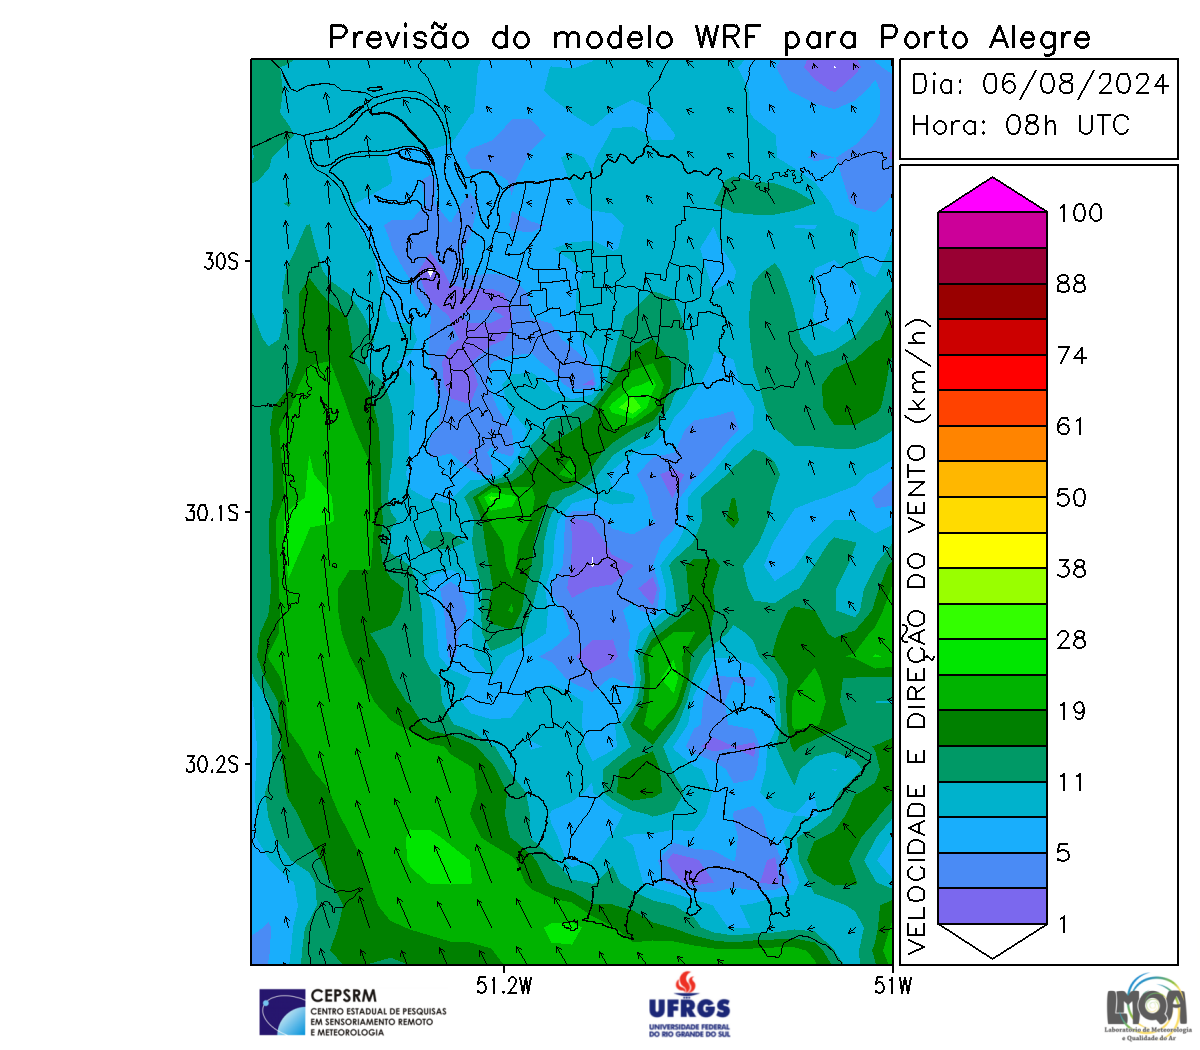 Previsão do modelo WRF para Porto Alegre
Dia: 06/08/2024
Hora: 08h UTC
30S
30.1S
30.2S
51.2W
51W
VELOCIDADE E DIREÇÃO DO VENTO (km/h)
100
88
74
61
50
38
28
19
11
5
1
CEPSRM
CENTRO ESTADUAL DE PESQUISAS
EM SENSORIAMENTO REMOTO
E METEOROLOGIA
UFRGS
UNIVERSIDADE FEDERAL
DO RIO GRANDE DO SUL
LMQA
Laboratório de Meteorologia
e Qualidade do Ar